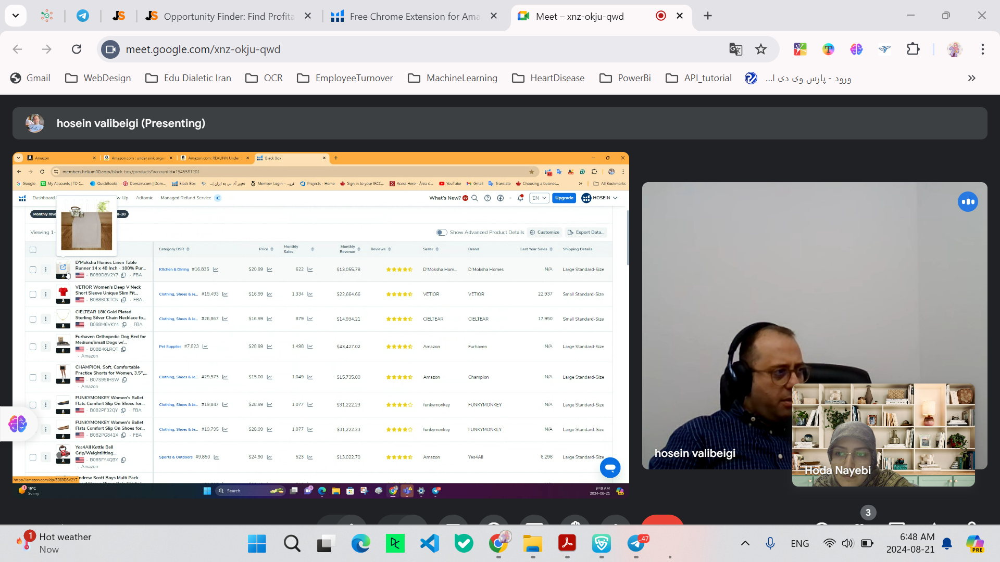 Opportunity Finder: Find Profita
Free Chrome Extension for Ama
Meet – xnz-okju-qwd
meet.google.com/xnz-okju-qwd
Gmail
WebDesign
Edu Dialetic Iran
OCR
EmployeeTurnover
MachineLearning
HeartDisease
PowerBi
API_tutorial
ورود - پارس وی دی ا...
hosein valibeigi (Presenting)
Amazon
Amazon.com : under sink orga
Amazon.com: REALINN Under
Black Box
members.helium10.com/black-box/products?accountId=1545581201
Google
My Accounts | TD C...
QuickBooks
Domain.com | Dom...
Black Box
تعبیر آی پی به ایران |...
Member Login – فرو...
Projects - Home
Sign in to your IRCC...
Acess Here - Área d...
YouTube
Gmail
Translate
Choosing a busines...
All Bookmarks
Dashboard
w-Up
Adtomic
Managed Refund Service
What's New? 22
EN
Upgrade
HOSEIN
Monthly reve
0–30
Viewing 1-
Show Advanced Product Details
Customize
Export Data...
Category BSR
Price
Monthly Sales
Monthly Revenue
Reviews
Seller
Brand
Last Year Sales
Shipping Details
D'Moksha Homes Linen Table
Runner 14 x 48 Inch - 100% Pur...
B089D8V2Y7 · FBA
Kitchen & Dining #16,835 $20.99 622 $13,055.78 D'Moksha Hom... D'Moksha Homes N/A Large Standard-Size
VETIOR Women's Deep V Neck
Short Sleeve Unique Slim Fit...
B0886CKTCN · FBA
Clothing, Shoes & Je... #19,493 $16.99 1,334 $22,664.66 VETIOR VETIOR 22,937 Small Standard-Size
CIELTEAR 18K Gold Plated
Sterling Silver Chain Necklace fo...
B088M6VKY4 · FBA
Clothing, Shoes & Je... #26,867 $16.99 879 $14,934.21 CIELTEAR CIELTEAR 17,950 Small Standard-Size
Furhaven Orthopedic Dog Bed for
Medium/Small Dogs w/...
B08B46LRQT
· Amazon
Pet Supplies #7,823 $28.99 1,498 $43,427.02 Amazon Furhaven N/A Large Standard-Size
CHAMPION, Soft, Comfortable
Practice Shorts for Women, 3.5",...
B07S99JHSW
· Amazon
Clothing, Shoes & Je... #29,573 $15.00 1,049 $15,735.00 Amazon Champion N/A Large Standard-Size
FUNKYMONKEY Women's Ballet
Flats Comfort Slip On Shoes for...
B082PF32QY · FBA
Clothing, Shoes & Je... #19,847 $28.99 1,077 $31,222.23 funkymonkey FUNKYMONKEY N/A Large Standard-Size
FUNKYMONKEY Women's Ballet
Flats Comfort Slip On Shoes for...
B082PG841X · FBA
Clothing, Shoes & Je... #19,795 $28.99 1,077 $31,222.23 funkymonkey FUNKYMONKEY N/A Large Standard-Size
Yes4All Kettle Bell
Grip/Weightlifting...
B085FY4QBY
· Amazon
Sports & Outdoors #9,850 $24.90 523 $13,022.70 Amazon Yes4All 6,296 Large Standard-Size
ndrew Scott Boys Multi Pack
https://amazon.com/dp/B089D8V2Y7
16°C
Sunny
Search
9:48 AM
2024-08-21
hosein valibeigi
Hoda Nayebi
3
1
Hot weather
Now
47
ENG
6:48 AM
2024-08-21
PRE